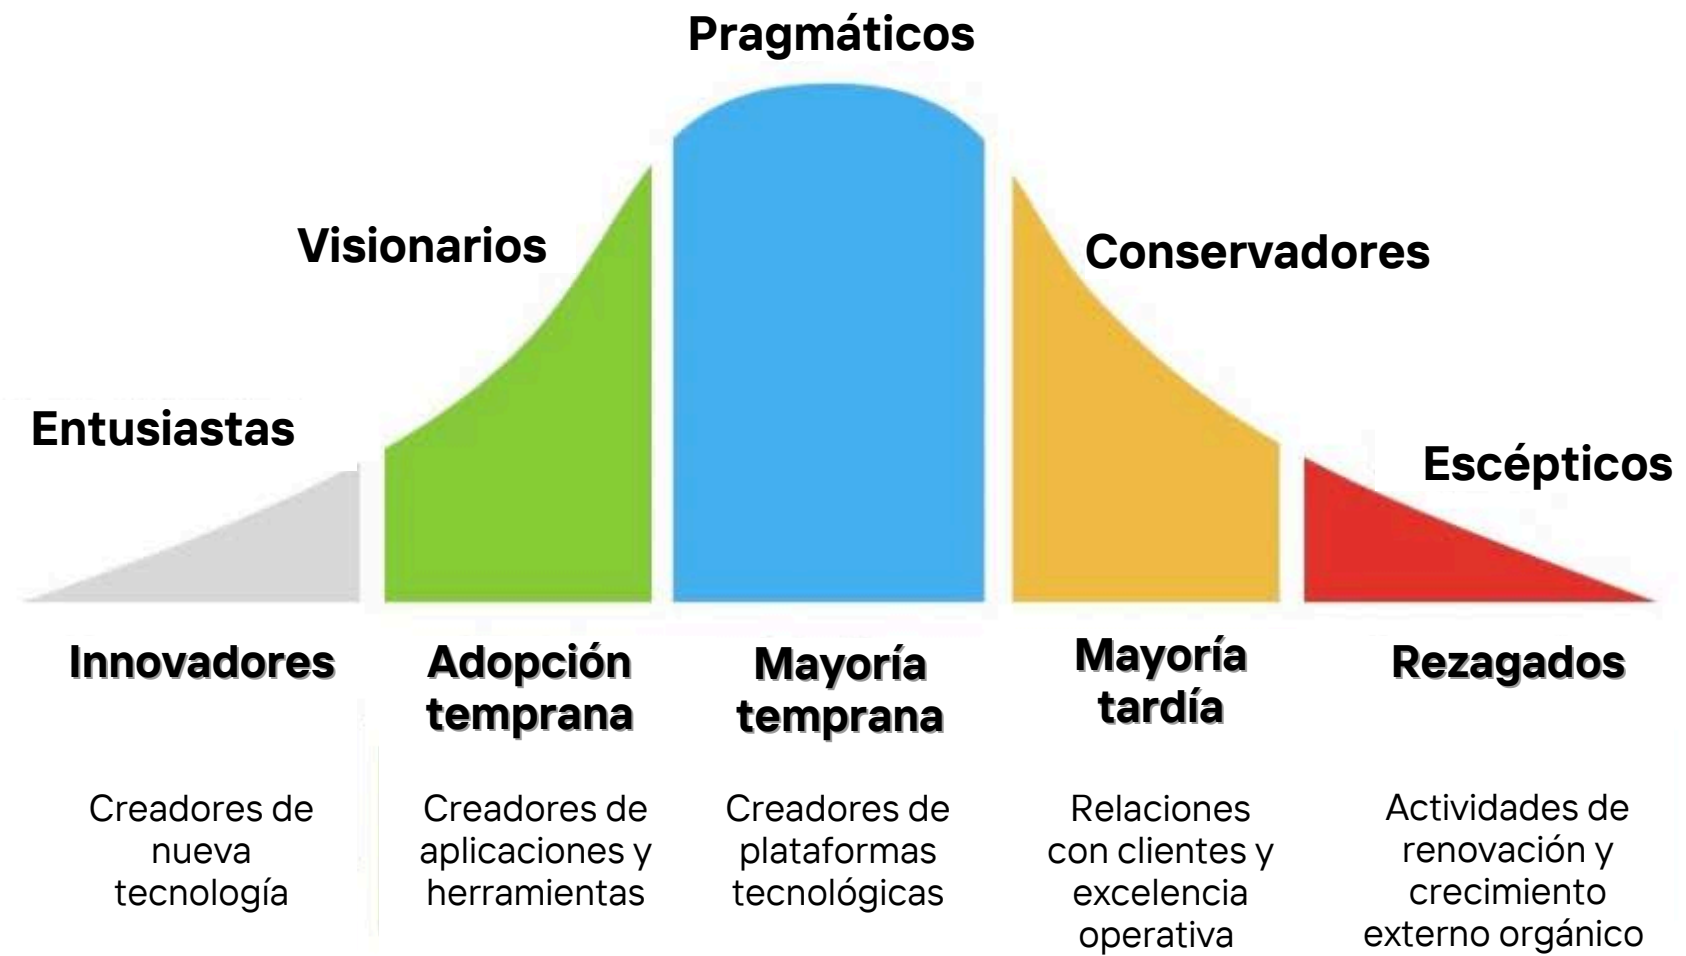 Pragmáticos
Visionarios
Conservadores
Entusiastas
Escépticos
Innovadores
Adopción
temprana
Mayoría
temprana
Mayoría
tardía
Rezagados
Creadores de
nueva
tecnología
Creadores de
aplicaciones y
herramientas
Creadores de
plataformas
tecnológicas
Relaciones
con clientes y
excelencia
operativa
Actividades de
renovación y
crecimiento
externo orgánico